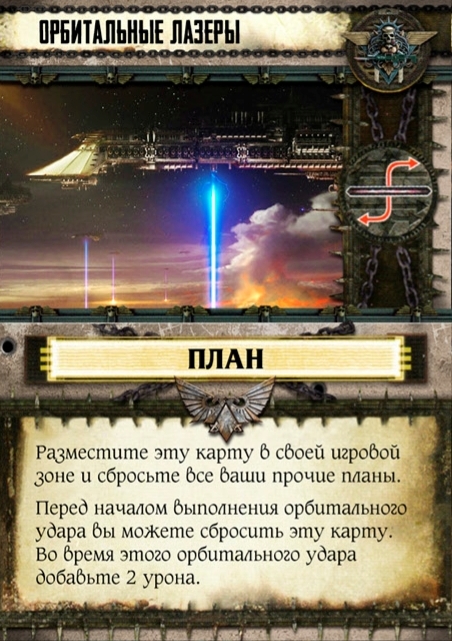 Орбитальные лазеры
ПЛАН
Разместите эту карту в своей игровой
зоне и сбросьте все ваши прочие планы.
Перед началом выполнения орбитального
удара вы можете сбросить эту карту.
Во время этого орбитального удара
добавьте 2 урона.